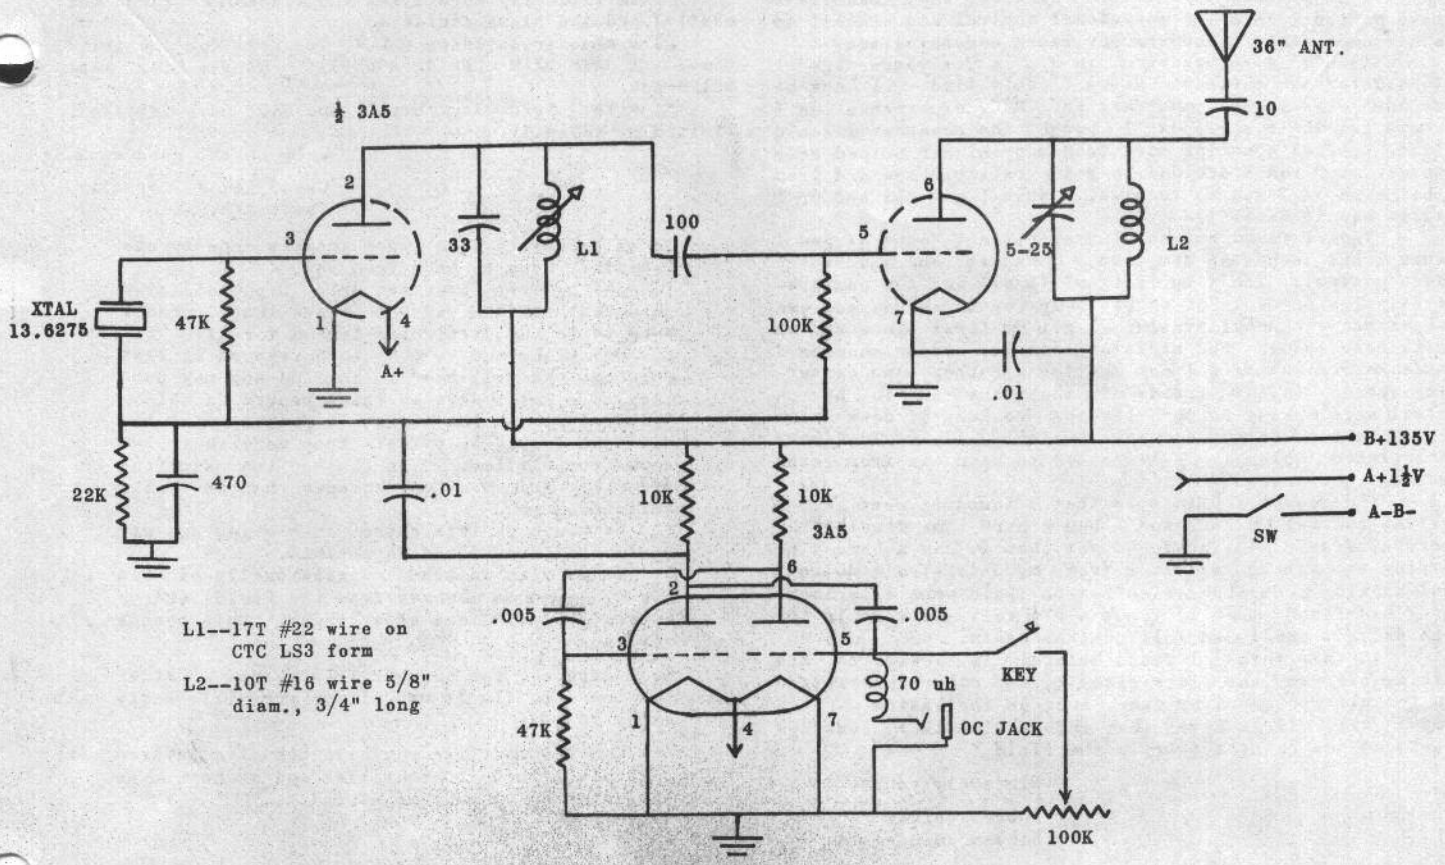 36" ANT.
10
½ 3A5
2
3
1
4
A+
33
L1
100
XTAL
13.6275
47K
6
5
7
5-25
L2
100K
.01
22K
470
.01
10K
10K
3A5
B+135V
A+1½V
A-B-
SW
.005
2
6
.005
3
5
1
4
7
47K
70 uh
OC JACK
KEY
100K
L1--17T #22 wire on
CTC LS3 form
L2--10T #16 wire 5/8"
diam., 3/4" long